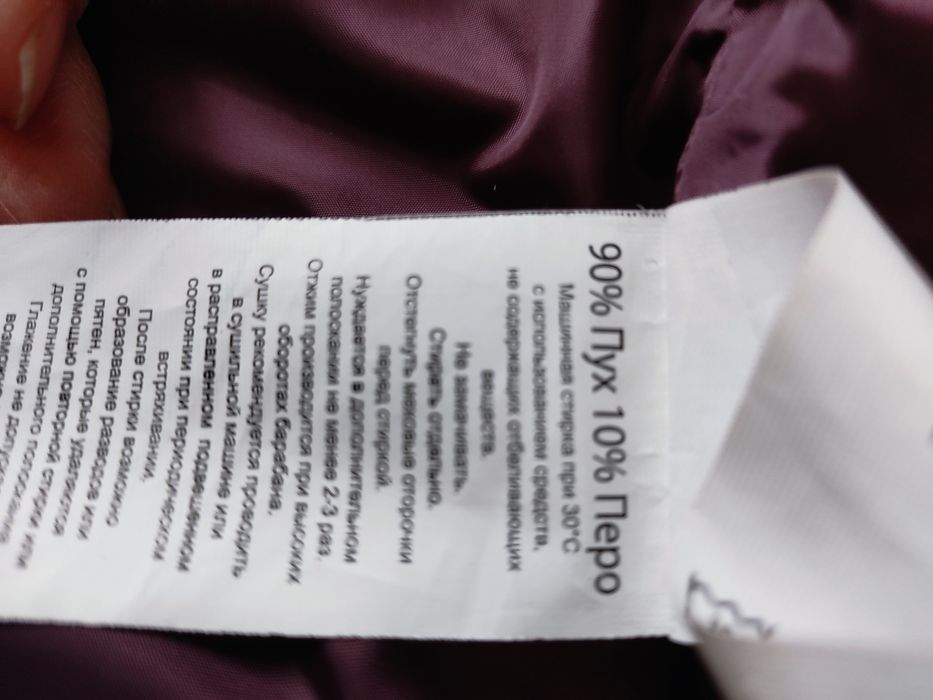 90% Пух 10% Перо
Машинная стирка при 30°С
с использованием средств,
не содержащих отбеливающих
веществ.
Не замачивать.
Стирать отдельно.
Отстегнуть меховые оторочки
перед стиркой.
Нуждается в дополнительном
полоскании не менее 2-3 раз.
Отжим производится при высоких
оборотах барабана.
Сушку рекомендуется проводить
в сушильной машине или
в расправленном подвешенном
состоянии при периодическом
встряхивании.
После стирки возможно
образование разводов или
пятен, которые удаляются
с помощью повторной стирки или
дополнительного полоскания.
Глажение не